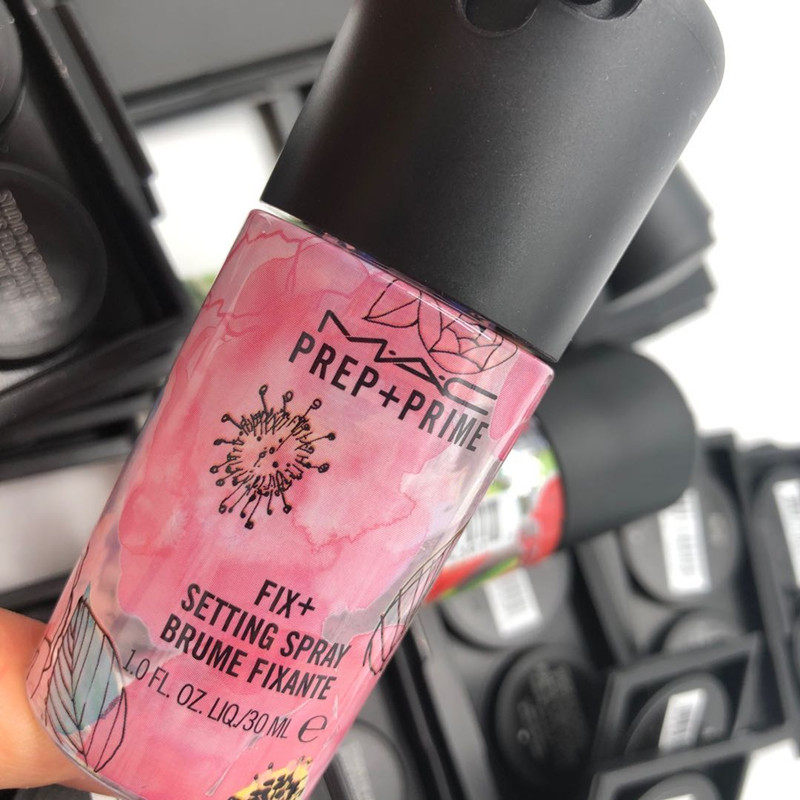 M·A·C
PREP+PRIME
FIX+
SETTING SPRAY
BRUME FIXANTE
1.0 FL. OZ. LIQ./30 ML ℮